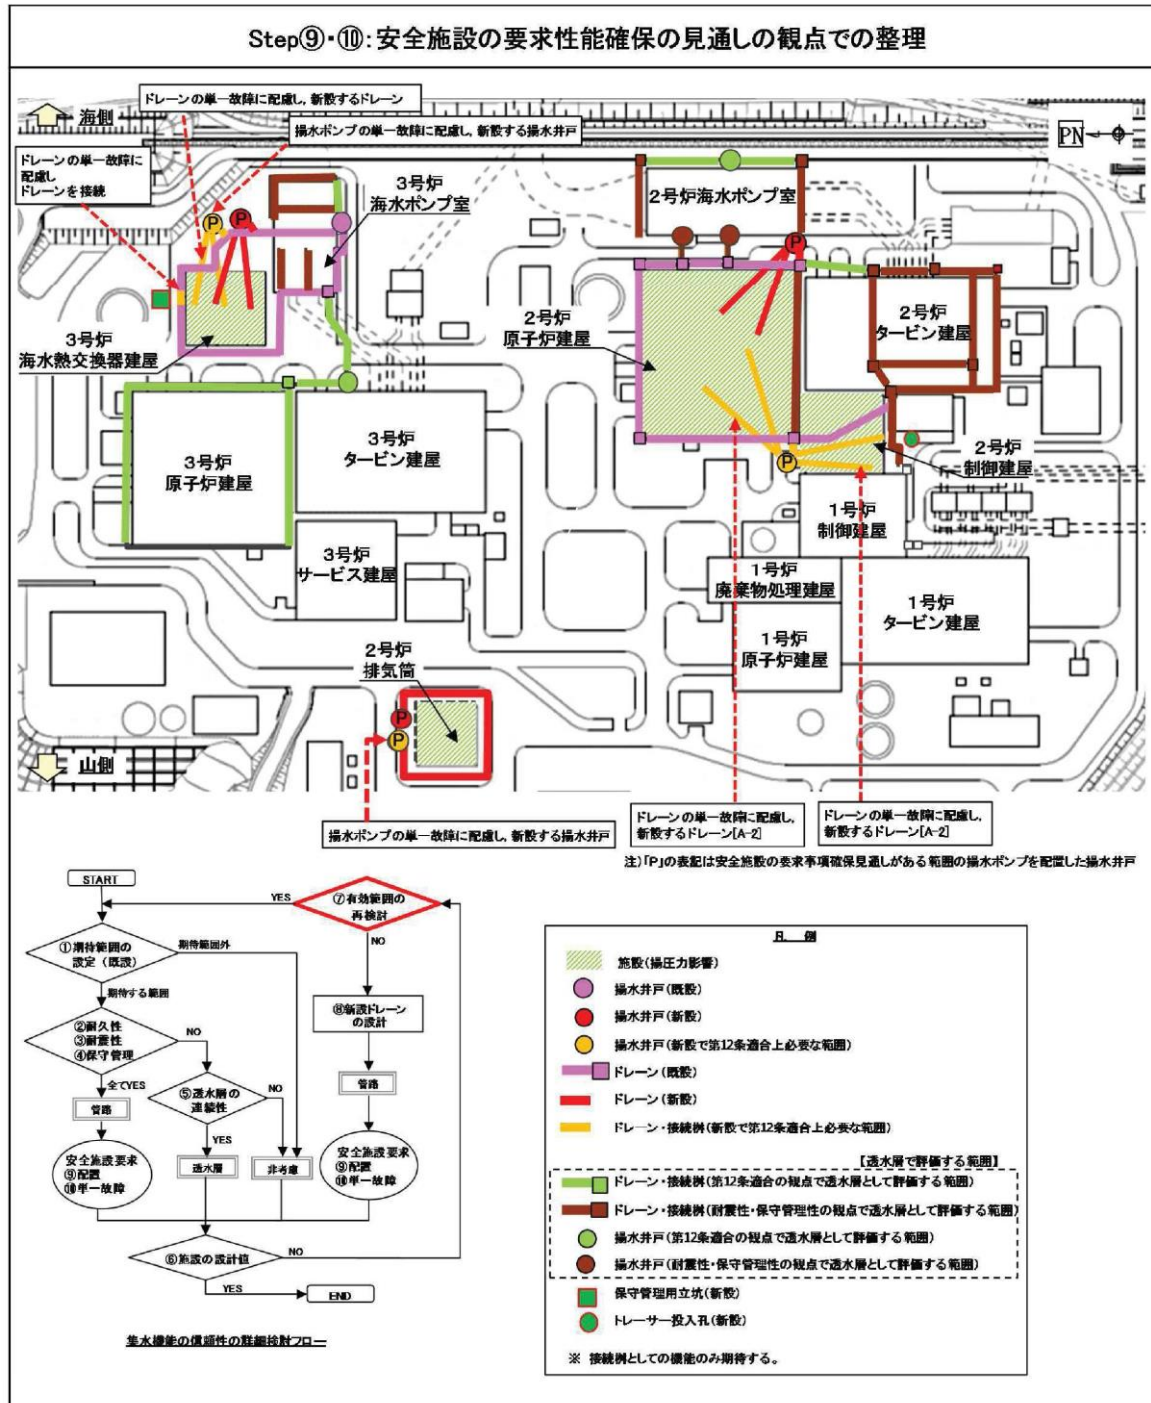 Step⑨・⑩：安全施設の要求性能確保の見通しの観点での整理
ドレーンの単一故障に配慮し，新設するドレーン
海側
揚水ポンプの単一故障に配慮し，新設する揚水井戸
PN
ドレーンの単一故障に
配慮し
ドレーンを接続
3号炉
海水ポンプ室
2号炉海水ポンプ室
P
P
P
3号炉
海水熱交換器建屋
2号炉
原子炉建屋
2号炉
タービン建屋
3号炉
原子炉建屋
3号炉
タービン建屋
2号炉
制御建屋
P
1号炉
制御建屋
3号炉
サービス建屋
1号炉
廃棄物処理建屋
1号炉
タービン建屋
1号炉
原子炉建屋
2号炉
排気筒
P
P
山側
揚水ポンプの単一故障に配慮し，新設する揚水井戸
ドレーンの単一故障に配慮し，
新設するドレーン[A-2]
ドレーンの単一故障に配慮し，
新設するドレーン[A-2]
注）「P」の表記は安全施設の要求事項確保見通しがある範囲の揚水ポンプを配置した揚水井戸
START
YES
⑦有効範囲の
再検討
①期待範囲の
設定（既設）
期待範囲外
NO
期待する範囲
⑧新設ドレーン
の設計
②耐久性
③耐震性
④保守管理
NO
全てYES
⑤透水層の
連続性
NO
管路
管路
YES
安全施設要求
⑨配置
⑩単一故障
透水層
非考慮
安全施設要求
⑨配置
⑩単一故障
⑥施設の設計値
NO
YES
END
集水機能の信頼性の詳細検討フロー
凡　例
施設（揚圧力影響）
揚水井戸（既設）
揚水井戸（新設）
揚水井戸（新設で第12条適合上必要な範囲）
ドレーン（既設）
ドレーン（新設）
ドレーン・接続桝（新設で第12条適合上必要な範囲）
【透水層で評価する範囲】
ドレーン・接続桝（第12条適合の観点で透水層として評価する範囲）
ドレーン・接続桝（耐震性・保守管理性の観点で透水層として評価する範囲）
揚水井戸（第12条適合の観点で透水層として評価する範囲）
揚水井戸（耐震性・保守管理性の観点で透水層として評価する範囲）
保守管理用立坑（新設）
トレーサー投入孔（新設）
※ 接続桝としての機能のみ期待する。